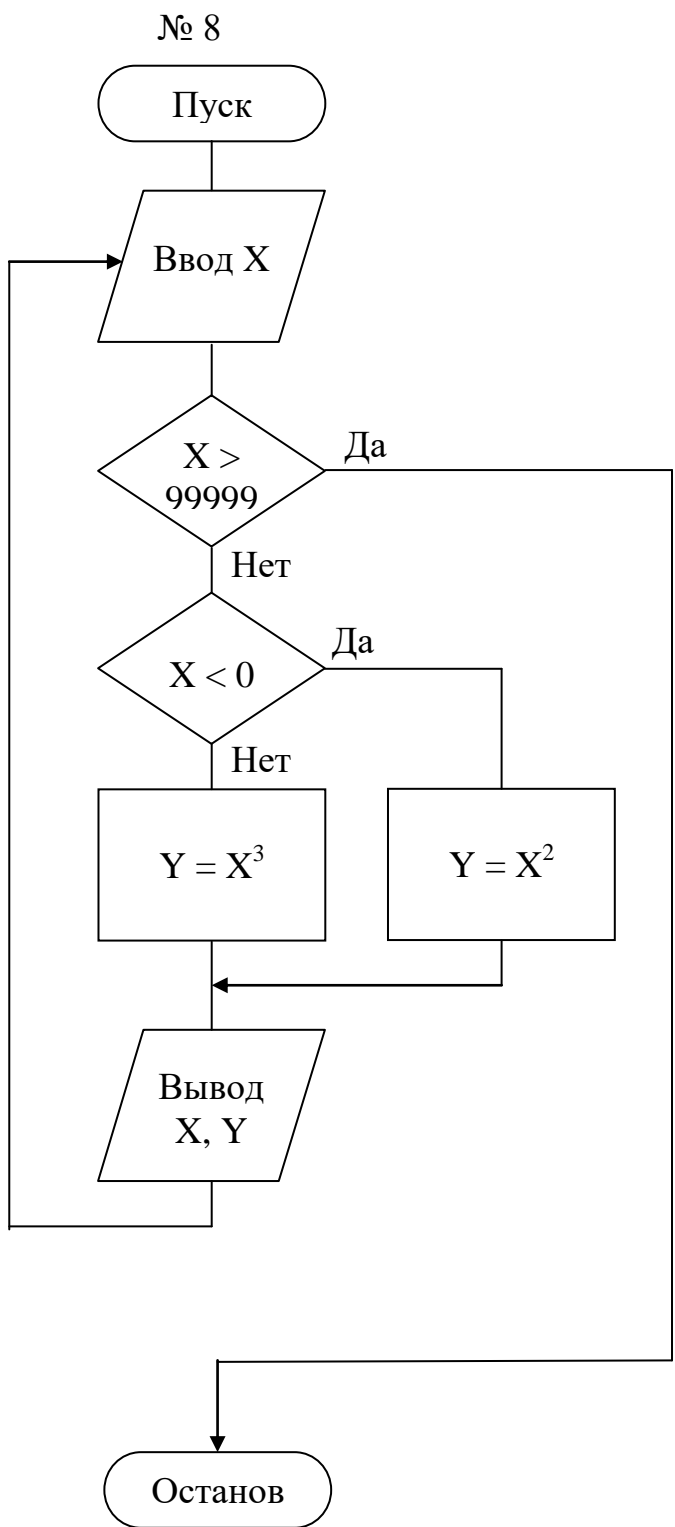 № 8
Пуск
Ввод X
X >
99999
Да
Нет
X < 0
Да
Нет
Y = X³
Y = X²
Вывод
X, Y
Останов